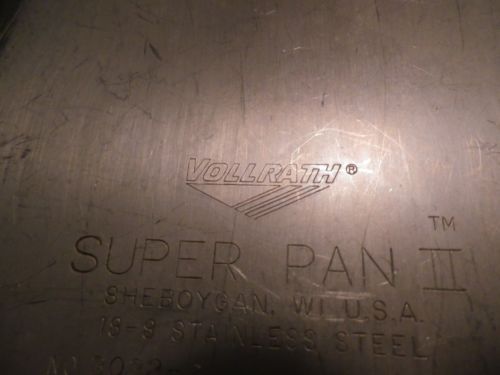 VOLLRATH®
SUPER PAN II™
SHEBOYGAN, WI. U.S.A.
18-8 STAINLESS STEEL